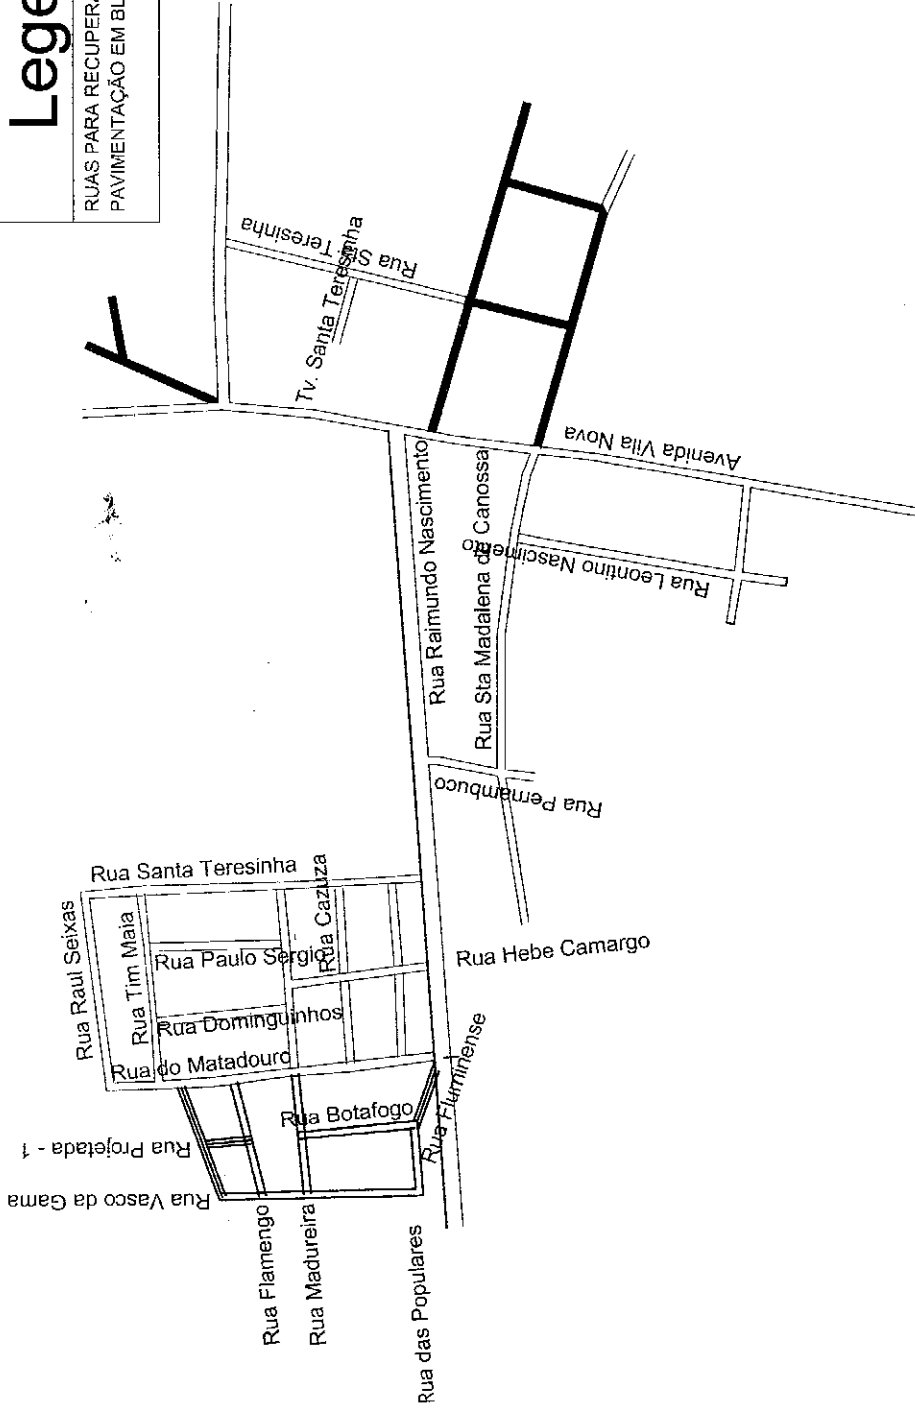 Lege
RUAS PARA RECUPERA
PAVIMENTAÇÃO EM BL
Rua Sta Teresinha
Tv. Santa Teresinha
Avenida Vila Nova
Rua Raimundo Nascimento
Rua Sta Madalena de Canossa
Rua Leontino Nascimento
Rua Pernambuco
Rua Santa Teresinha
Rua Raul Seixas
Rua Tim Maia
Rua Cazuza
Rua Paulo Sergio
Rua Dominguinhos
Rua do Matadouro
Rua Hebe Camargo
Rua Fluminense
Rua Botafogo
Rua Projetada - 1
Rua Vasco da Gama
Rua Flamengo
Rua Madureira
Rua das Populares